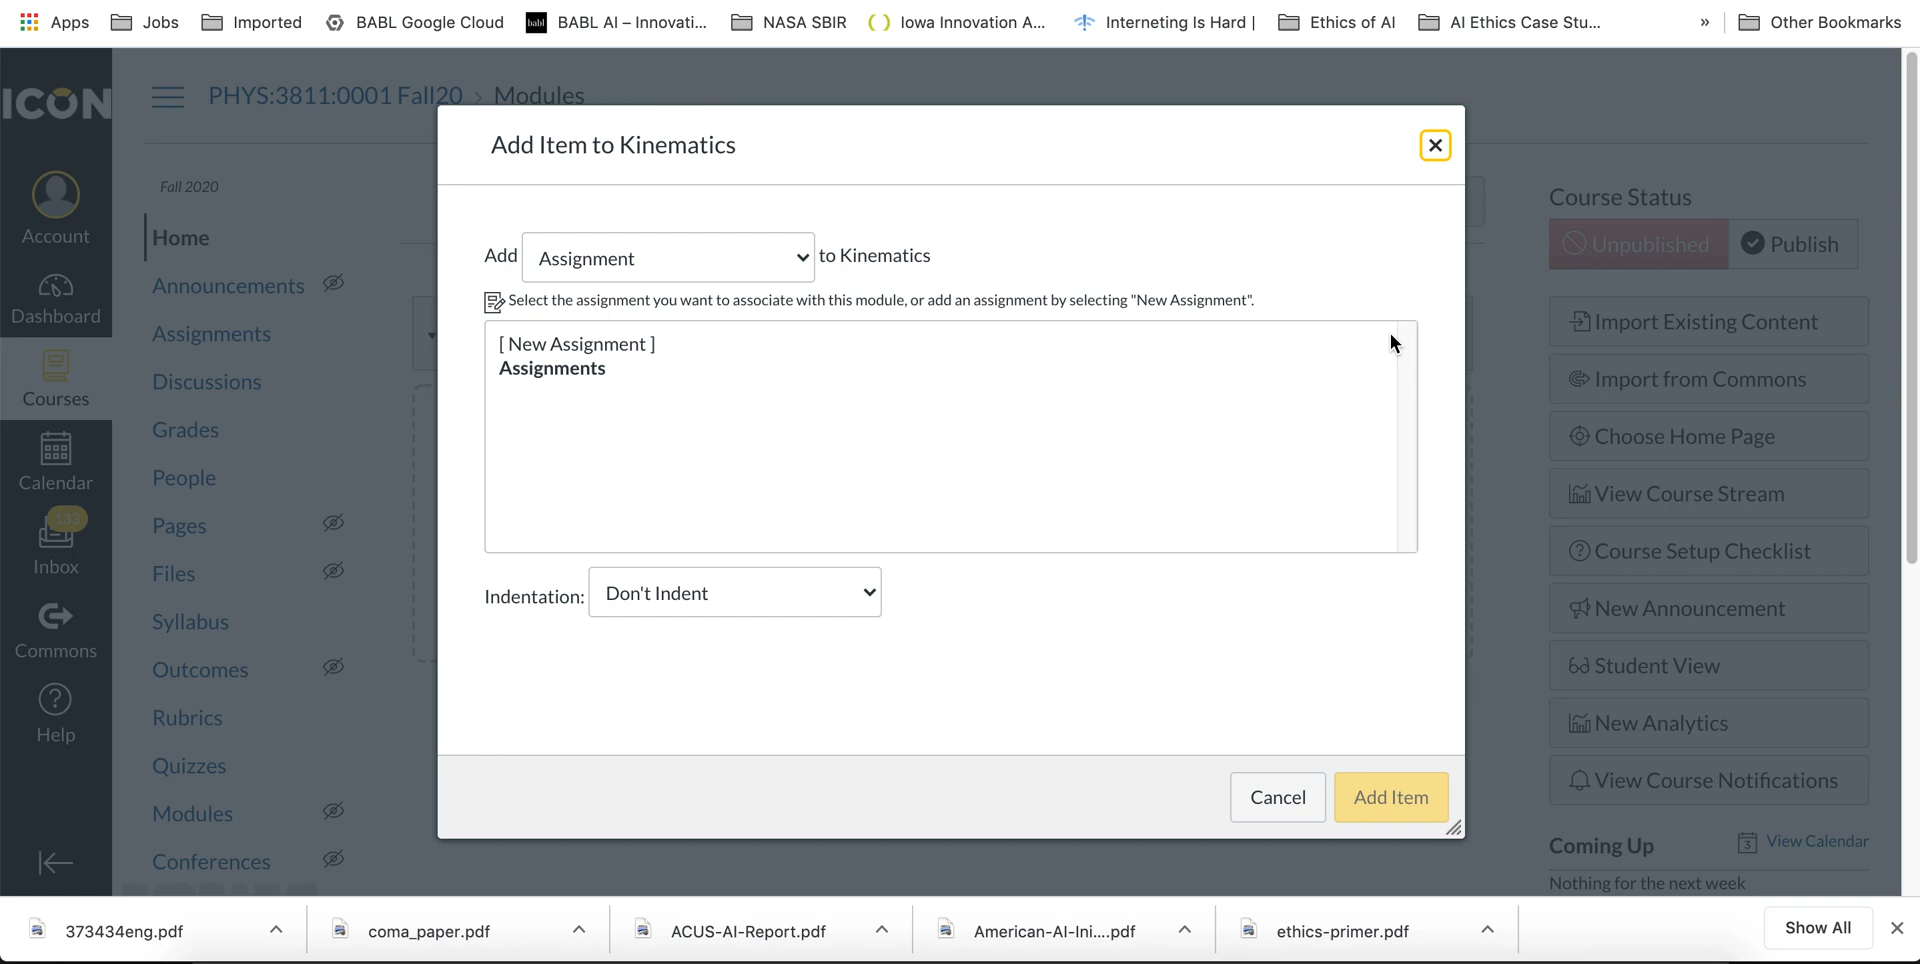 Apps Jobs Imported BABL Google Cloud babl BABL AI – Innovati... NASA SBIR Iowa Innovation A... Interneting Is Hard | Ethics of AI AI Ethics Case Stu... » Other Bookmarks
ICON
PHYS:3811:0001 Fall20 › Modules
Add Item to Kinematics
Fall 2020
Account
Dashboard
Courses
Calendar
133
Inbox
Commons
Help
Home
Announcements
Assignments
Discussions
Grades
People
Pages
Files
Syllabus
Outcomes
Rubrics
Quizzes
Modules
Conferences
Add Assignment to Kinematics
Select the assignment you want to associate with this module, or add an assignment by selecting "New Assignment".
[ New Assignment ]
Assignments
Indentation: Don't Indent
Cancel Add Item
Course Status
Unpublished Publish
Import Existing Content
Import from Commons
Choose Home Page
View Course Stream
Course Setup Checklist
New Announcement
Student View
New Analytics
View Course Notifications
Coming Up 3 View Calendar
Nothing for the next week
373434eng.pdf coma_paper.pdf ACUS-AI-Report.pdf American-AI-Ini....pdf ethics-primer.pdf Show All